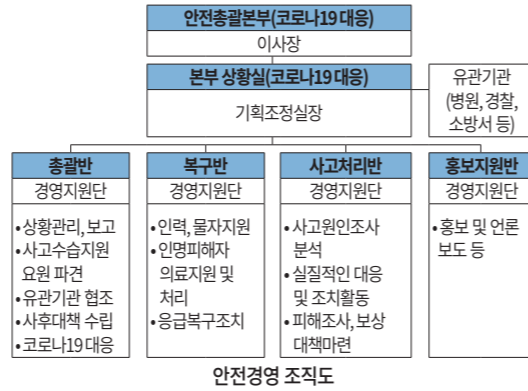 안전총괄본부(코로나19 대응)
이사장
본부 상황실(코로나19 대응)
기획조정실장
유관기관
(병원, 경찰,
소방서 등)
총괄반
경영지원단
• 상황관리, 보고
• 사고수습지원
요원 파견
• 유관기관 협조
• 사후대책 수립
• 코로나19 대응
복구반
경영지원단
• 인력, 물자지원
• 인명피해자
의료지원 및
처리
• 응급복구조치
사고처리반
경영지원단
• 사고원인조사
분석
• 실질적인 대응
및 조치활동
• 피해조사, 보상
대책마련
홍보지원반
경영지원단
• 홍보 및 언론
보도 등
안전경영 조직도